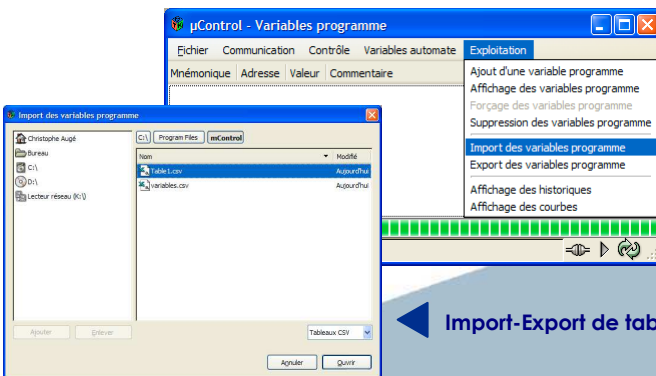 µControl - Variables programme
Fichier Communication Contrôle Variables automate Exploitation
Mnémonique Adresse Valeur Commentaire
Ajout d'une variable programme
Affichage des variables programme
Forçage des variables programme
Suppression des variables programme
Import des variables programme
Export des variables programme
Affichage des historiques
Affichage des courbes
Import des variables programme
Christophe Augé
Bureau
C:\
D:\
Lecteur réseau (K:\)
C:\ Program Files mControl
Nom Modifié
Table1.csv Aujourd'hui
variables.csv Aujourd'hui
Ajouter Enlever
Tableaux CSV
Annuler Ouvrir
Import-Export de tab